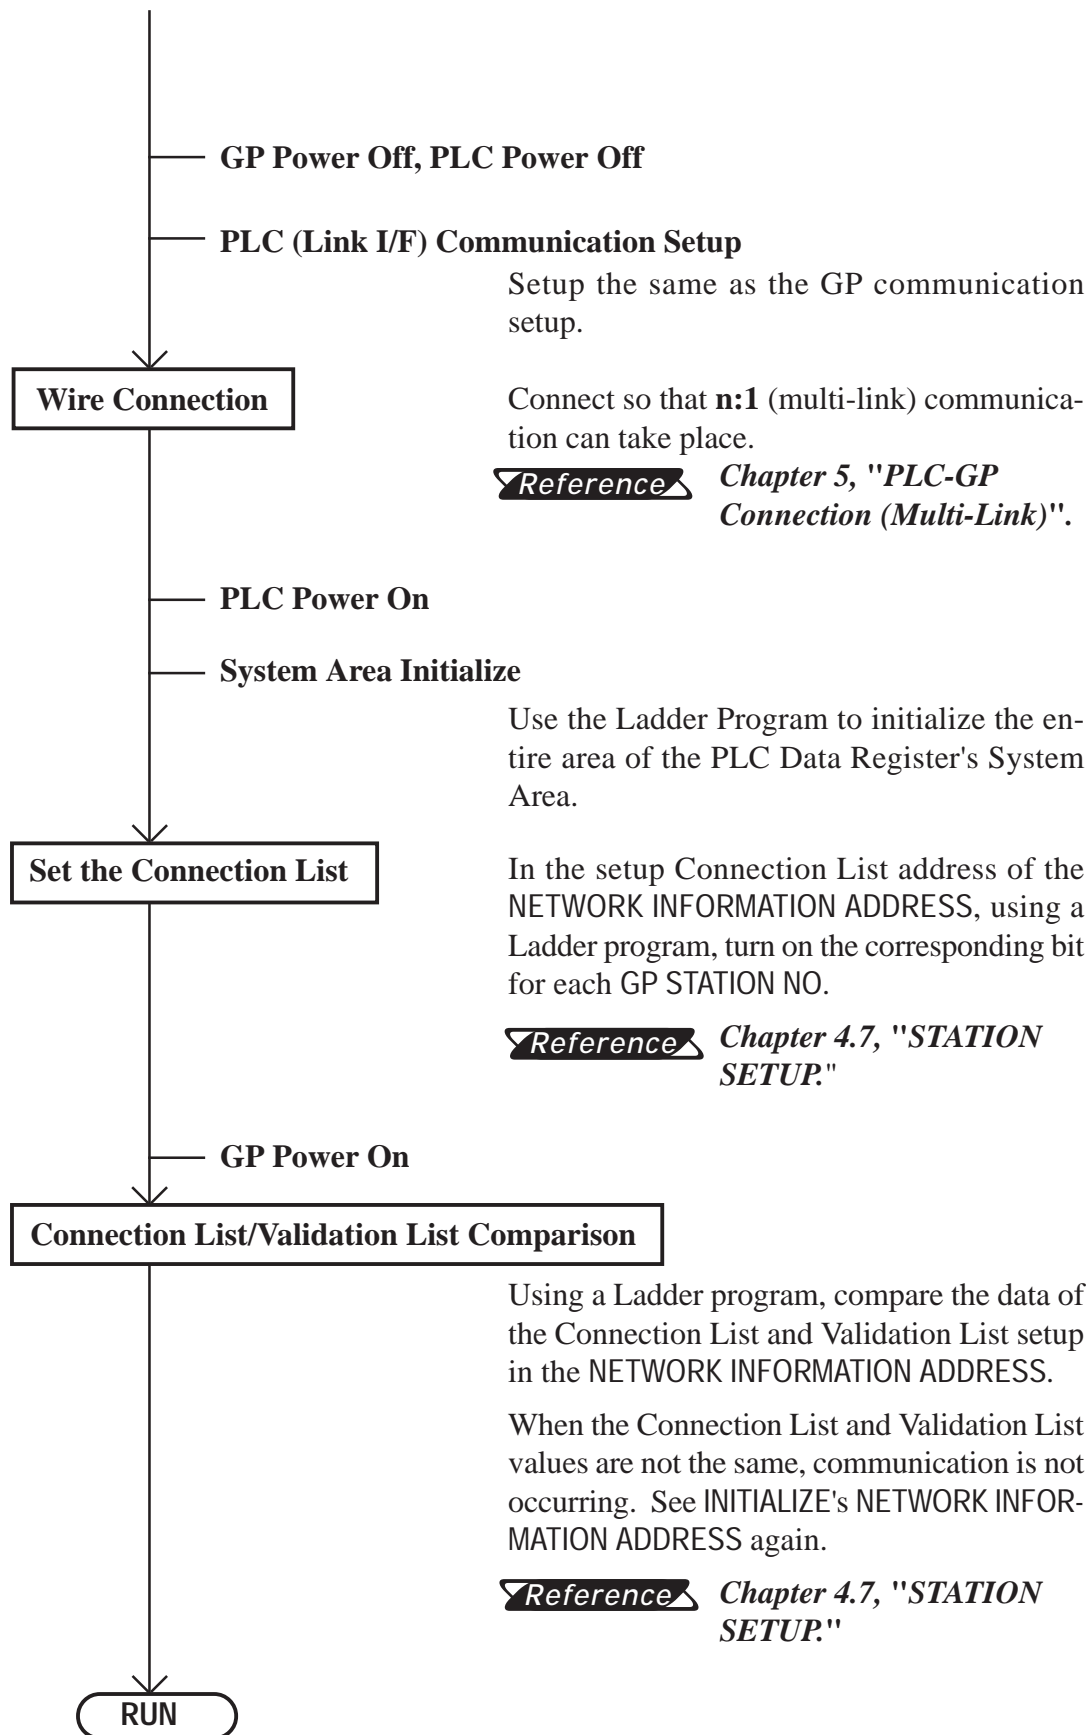 GP Power Off, PLC Power Off
PLC (Link I/F) Communication Setup
Setup the same as the GP communication
setup.
Wire Connection
Connect so that n:1 (multi-link) communica-
tion can take place.
Reference Chapter 5, "PLC-GP
Connection (Multi-Link)".
PLC Power On
System Area Initialize
Use the Ladder Program to initialize the en-
tire area of the PLC Data Register's System
Area.
Set the Connection List
In the setup Connection List address of the
NETWORK INFORMATION ADDRESS, using a
Ladder program, turn on the corresponding bit
for each GP STATION NO.
Reference Chapter 4.7, "STATION
SETUP."
GP Power On
Connection List/Validation List Comparison
Using a Ladder program, compare the data of
the Connection List and Validation List setup
in the NETWORK INFORMATION ADDRESS.
When the Connection List and Validation List
values are not the same, communication is not
occurring. See INITIALIZE's NETWORK INFOR-
MATION ADDRESS again.
Reference Chapter 4.7, "STATION
SETUP."
RUN